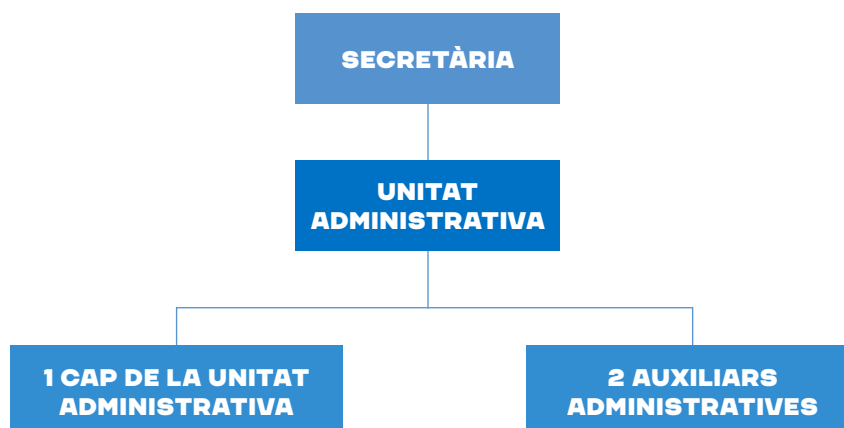 SECRETÀRIA
UNITAT
ADMINISTRATIVA
1 CAP DE LA UNITAT
ADMINISTRATIVA
2 AUXILIARS
ADMINISTRATIVES